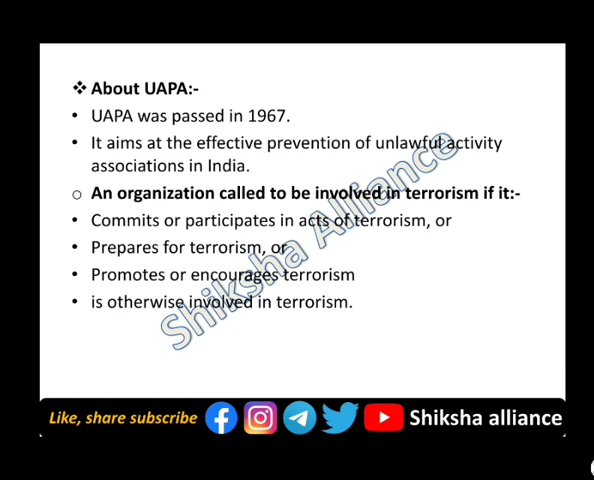 ❖ About UAPA:-
• UAPA was passed in 1967.
• It aims at the effective prevention of unlawful activity
associations in India.
o An organization called to be involved in terrorism if it:-
• Commits or participates in acts of terrorism, or
• Prepares for terrorism, or
• Promotes or encourages terrorism
• is otherwise involved in terrorism.
Shiksha Alliance
Like, share subscribe Shiksha alliance